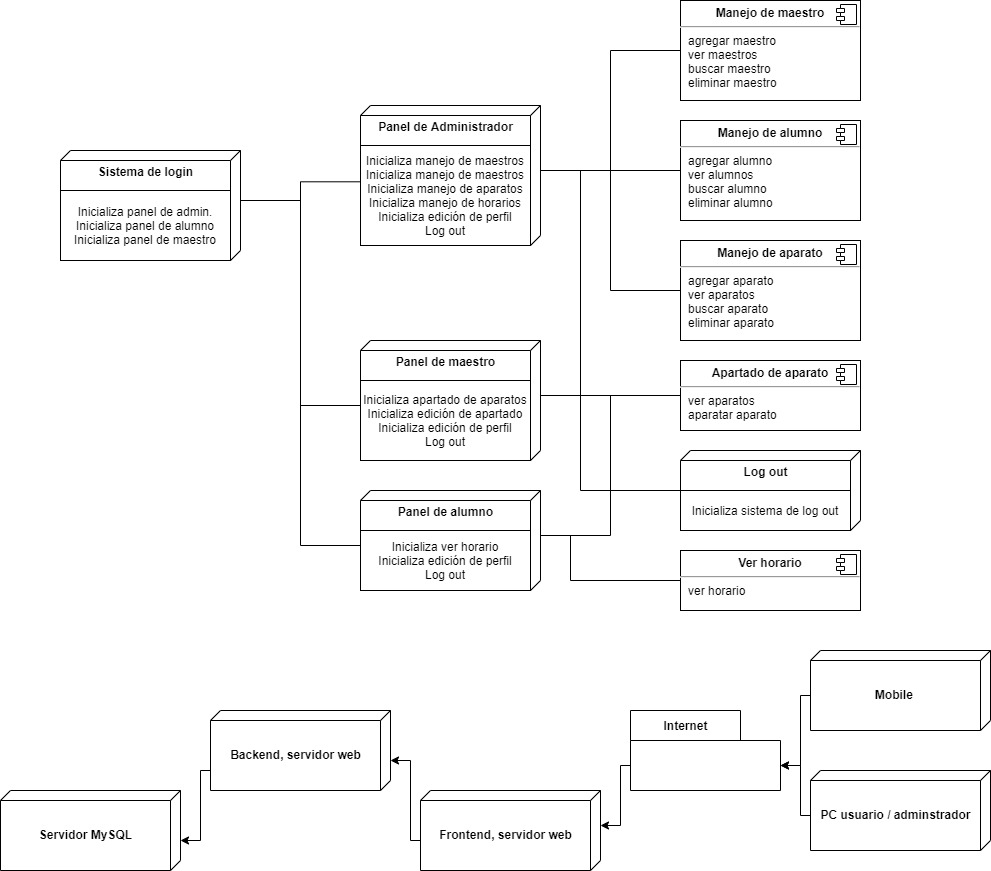 Sistema de login
Inicializa panel de admin.
Inicializa panel de alumno
Inicializa panel de maestro
Panel de Administrador
Inicializa manejo de maestros
Inicializa manejo de maestros
Inicializa manejo de aparatos
Inicializa manejo de horarios
Inicializa edición de perfil
Log out
Panel de maestro
Inicializa apartado de aparatos
Inicializa edición de apartado
Inicializa edición de perfil
Log out
Panel de alumno
Inicializa ver horario
Inicializa edición de perfil
Log out
Manejo de maestro
agregar maestro
ver maestros
buscar maestro
eliminar maestro
Manejo de alumno
agregar alumno
ver alumnos
buscar alumno
eliminar alumno
Manejo de aparato
agregar aparato
ver aparatos
buscar aparato
eliminar aparato
Apartado de aparato
ver aparatos
aparatar aparato
Log out
Inicializa sistema de log out
Ver horario
ver horario
Servidor MySQL
Backend, servidor web
Frontend, servidor web
Internet
Mobile
PC usuario / adminstrador